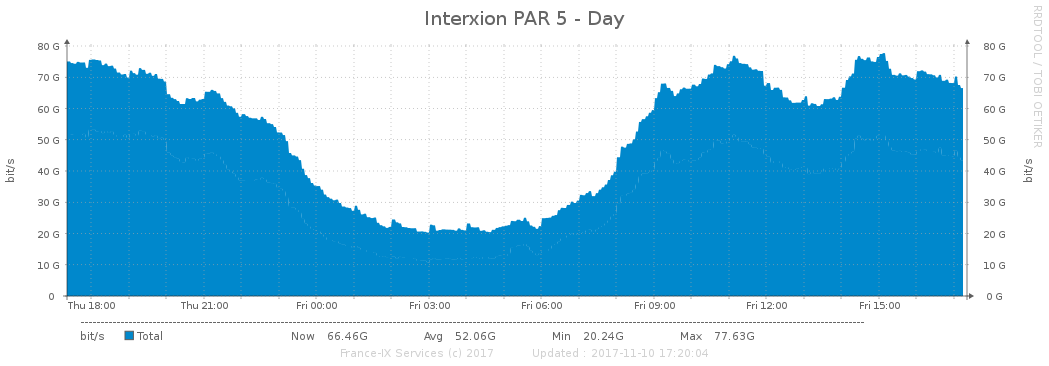 Interxion PAR 5 - Day
RRDTOOL / TOBI OETIKER
bit/s
80 G
70 G
60 G
50 G
40 G
30 G
20 G
10 G
0
80 G
70 G
60 G
50 G
40 G
30 G
20 G
10 G
0 G
bit/s
Thu 18:00 Thu 21:00 Fri 00:00 Fri 03:00 Fri 06:00 Fri 09:00 Fri 12:00 Fri 15:00
bit/s Total Now 66.46G Avg 52.06G Min 20.24G Max 77.63G
France-IX Services (c) 2017 Updated : 2017-11-10 17:20:04